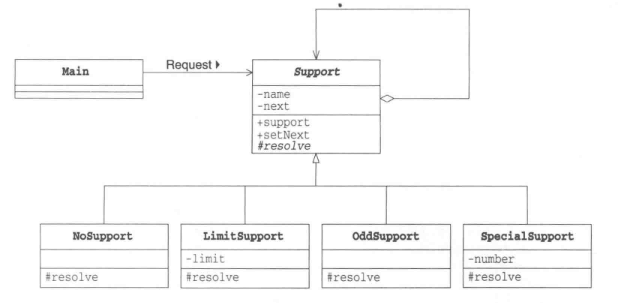 Main
Request
Support
-name
-next
+support
+setNext
#resolve
NoSupport
#resolve
LimitSupport
-limit
#resolve
OddSupport
#resolve
SpecialSupport
-number
#resolve